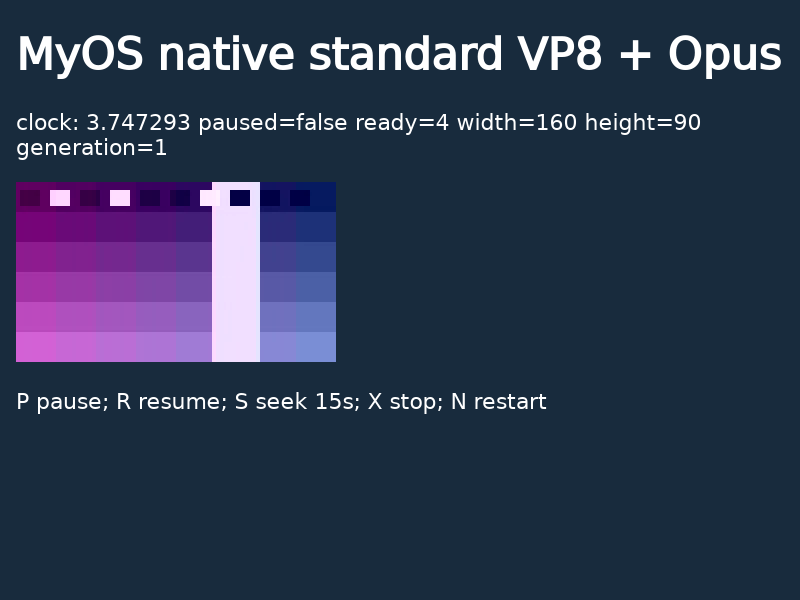 MyOS native standard VP8 + Opus
clock: 3.747293 paused=false ready=4 width=160 height=90
generation=1
P pause; R resume; S seek 15s; X stop; N restart